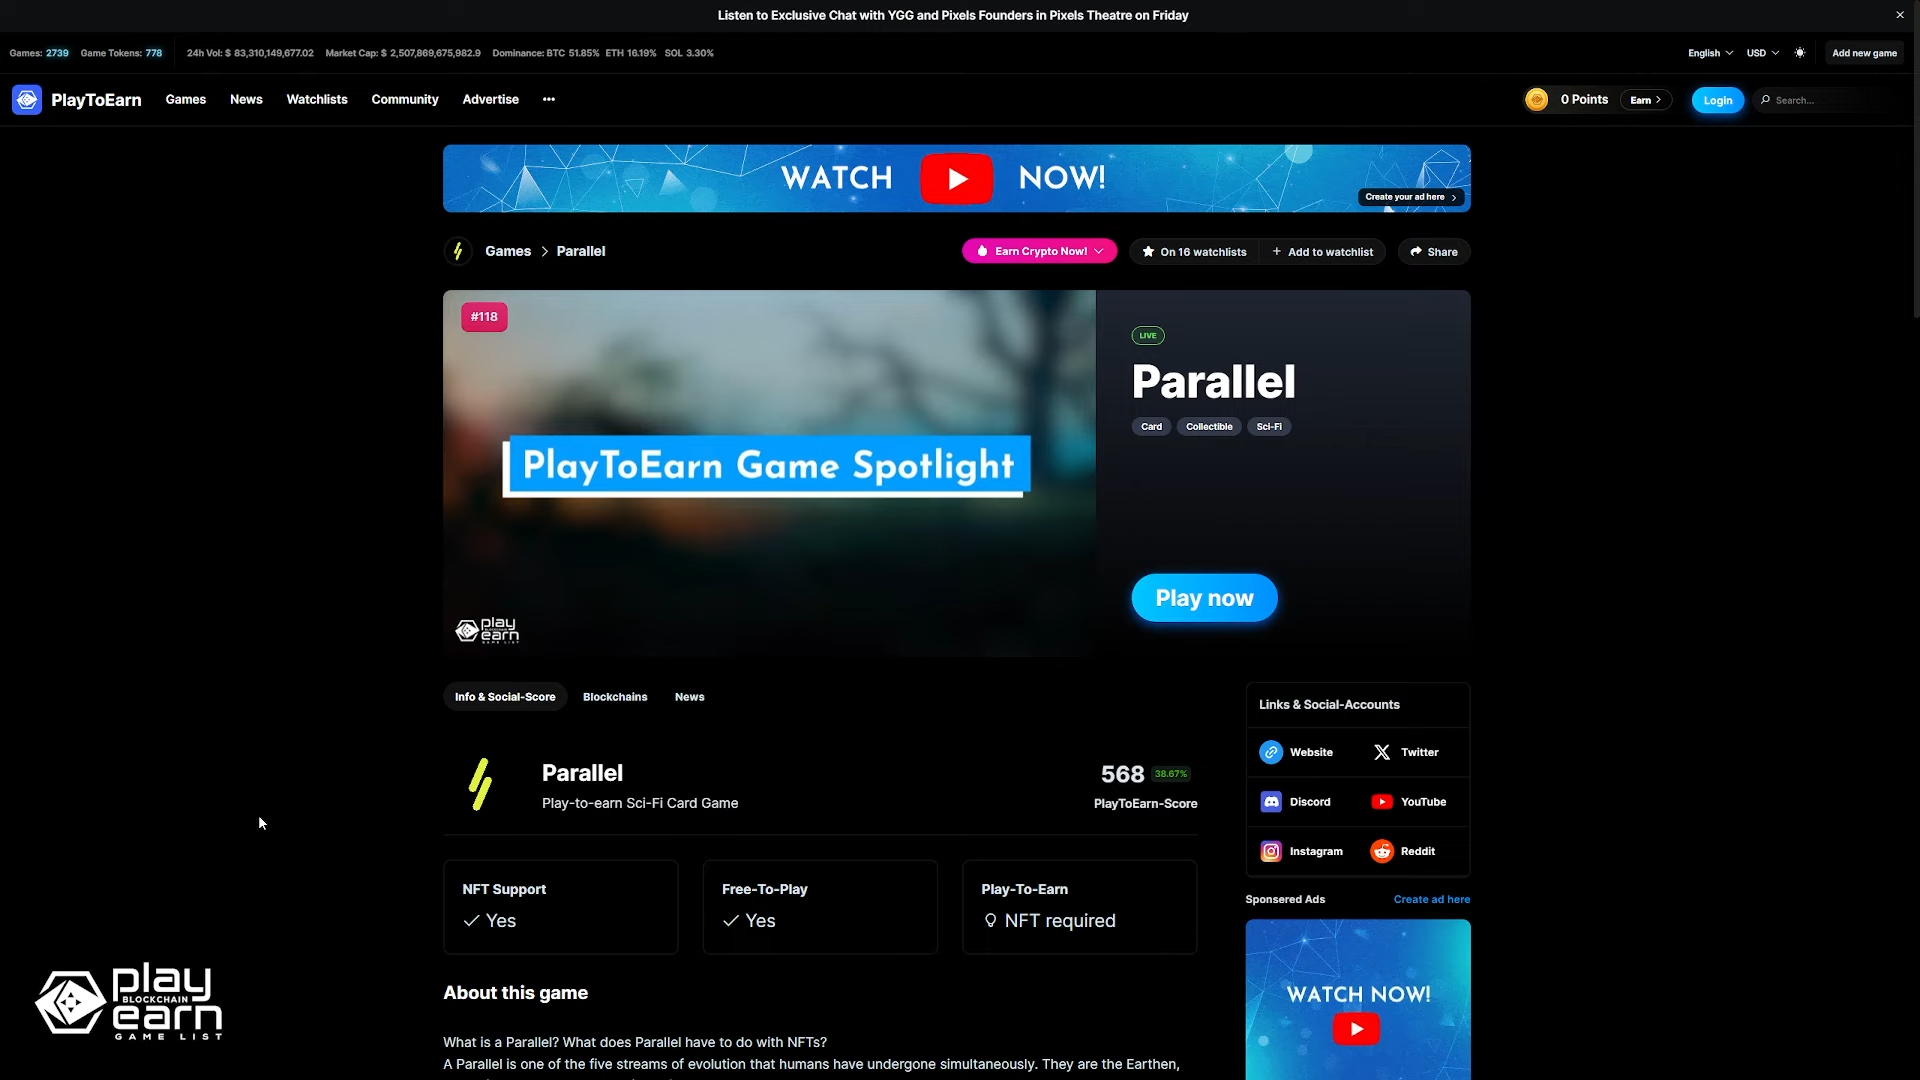 Listen to Exclusive Chat with YGG and Pixels Founders in Pixels Theatre on Friday
Games: 2739 Game Tokens: 778 24h Vol: $ 83,310,149,677.02 Market Cap: $ 2,507,869,675,982.9 Dominance: BTC 51.85% ETH 16.19% SOL 3.30%
English USD Add new game
PlayToEarn Games News Watchlists Community Advertise ••• 0 Points Earn Login Search...
WATCH NOW!
Create your ad here
Games > Parallel Earn Crypto Now! On 16 watchlists + Add to watchlist Share
#118
LIVE
Parallel
Card Collectible Sci-Fi
PlayToEarn Game Spotlight
Play now
play
BLOCKCHAIN
earn
GAME LIST
Info & Social-Score Blockchains News
Parallel
Play-to-earn Sci-Fi Card Game
568 38.67%
PlayToEarn-Score
NFT Support
Yes
Free-To-Play
Yes
Play-To-Earn
NFT required
About this game
What is a Parallel? What does Parallel have to do with NFTs?
A Parallel is one of the five streams of evolution that humans have undergone simultaneously. They are the Earthen,
Links & Social-Accounts
Website Twitter
Discord YouTube
Instagram Reddit
Sponsered Ads Create ad here
WATCH NOW!
play
BLOCKCHAIN
earn
GAME LIST